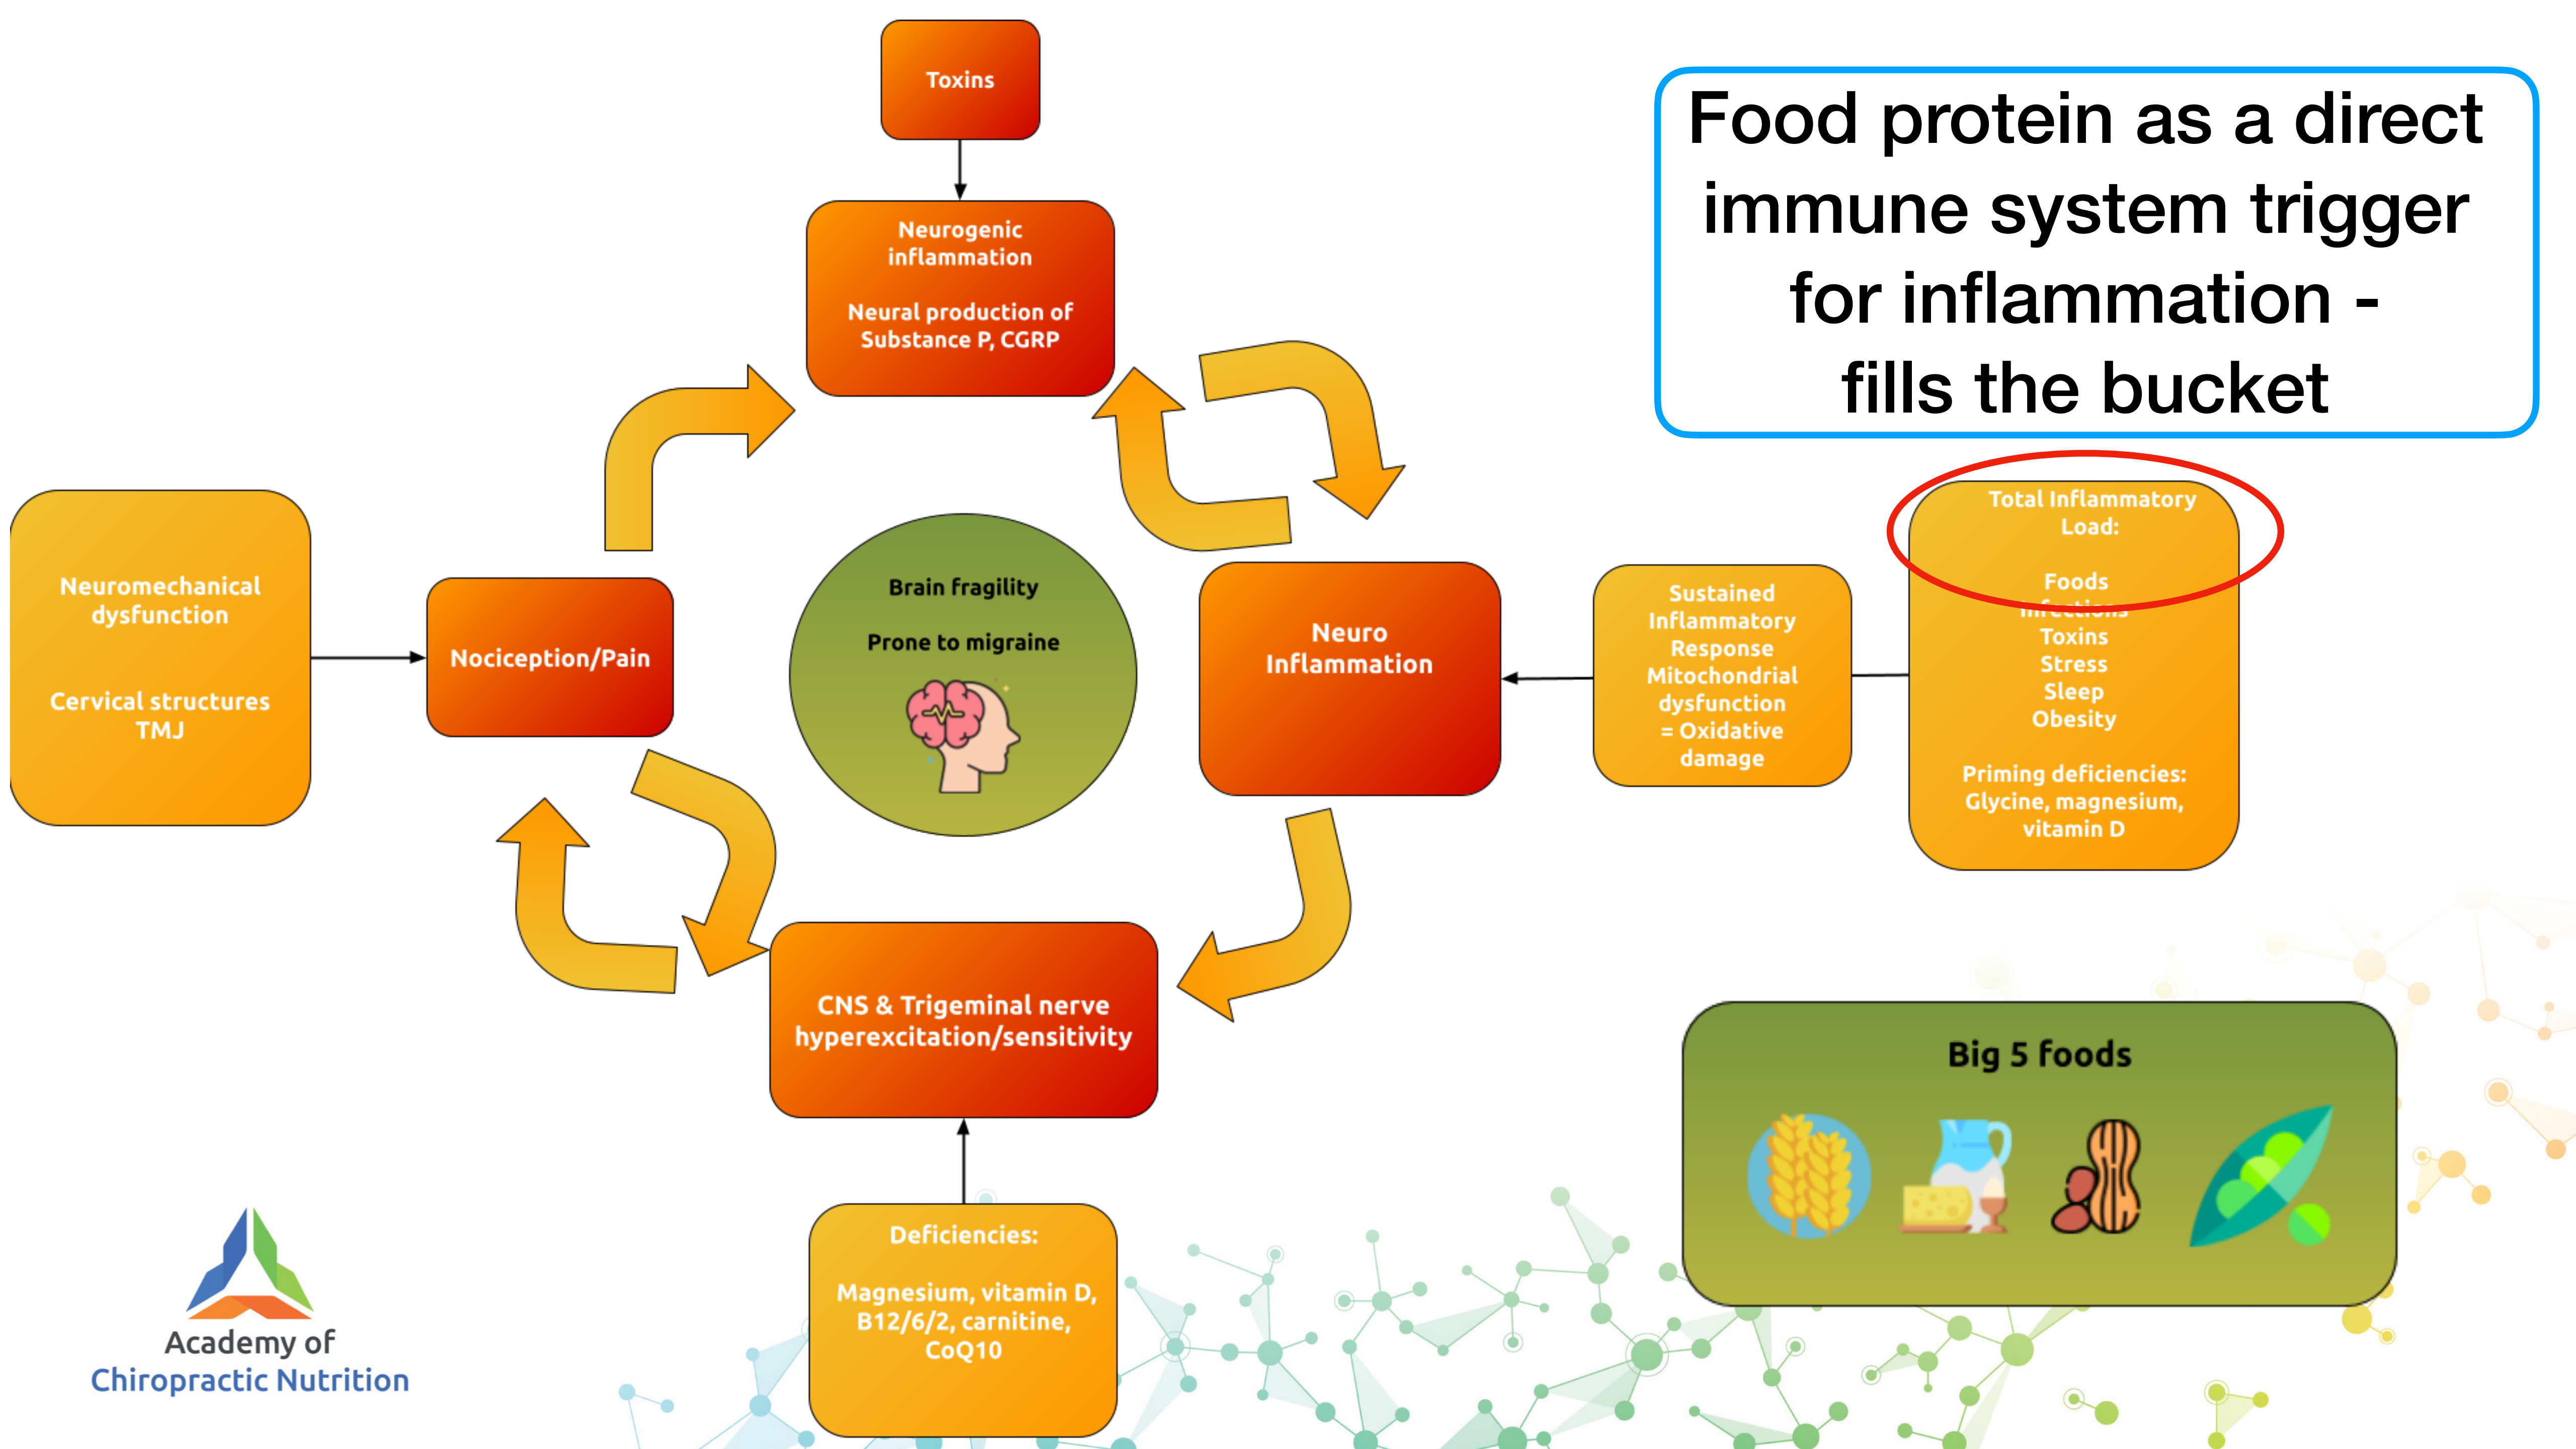 Toxins
Neurogenic
inflammation
Neural production of
Substance P, CGRP
Food protein as a direct
immune system trigger
for inflammation -
fills the bucket
Neuromechanical
dysfunction
Cervical structures
TMJ
Nociception/Pain
Brain fragility
Prone to migraine
Neuro
Inflammation
Sustained
Inflammatory
Response
Mitochondrial
dysfunction
= Oxidative
damage
Total Inflammatory
Load:
Foods
Infections
Toxins
Stress
Sleep
Obesity
Priming deficiencies:
Glycine, magnesium,
vitamin D
CNS & Trigeminal nerve
hyperexcitation/sensitivity
Deficiencies:
Magnesium, vitamin D,
B12/6/2, carnitine,
CoQ10
Big 5 foods
Academy of
Chiropractic Nutrition